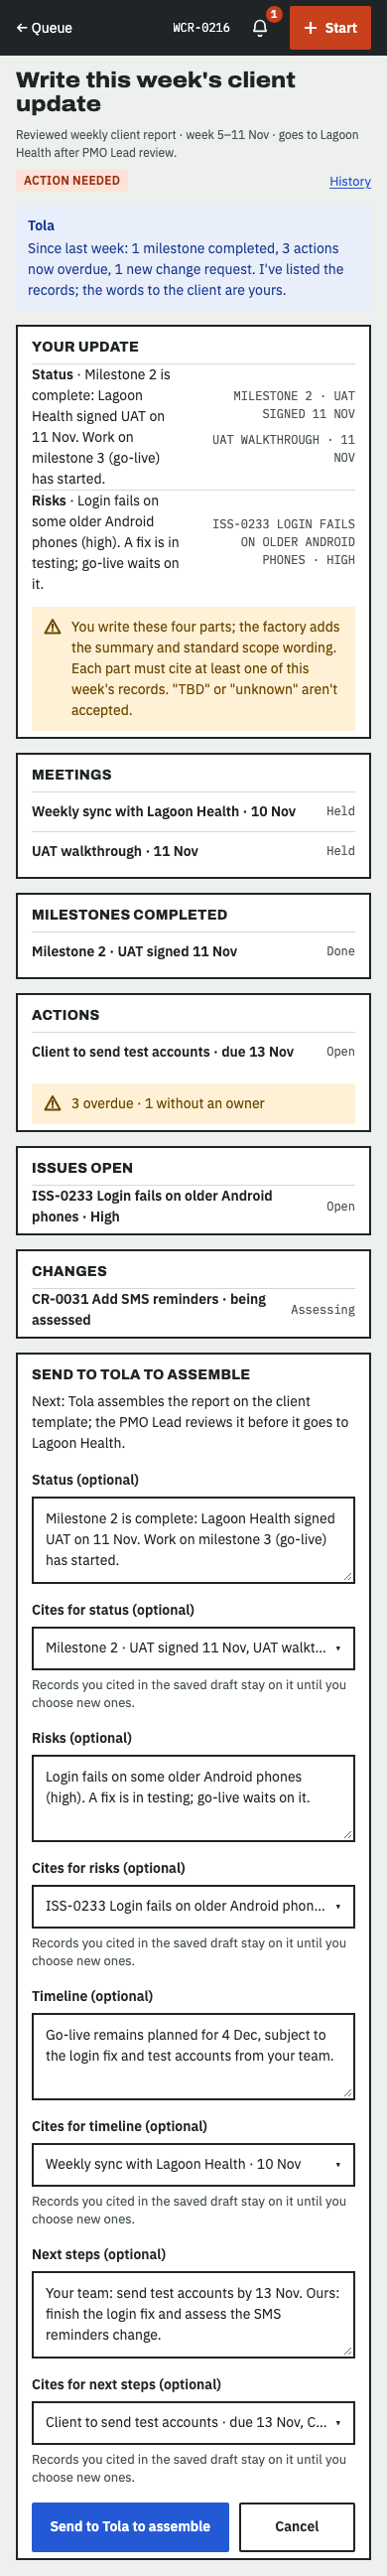 ← Queue
WCR-0216
1
+ Start
Write this week's client
update
Reviewed weekly client report · week 5–11 Nov · goes to Lagoon
Health after PMO Lead review.
ACTION NEEDED
History
Tola
Since last week: 1 milestone completed, 3 actions
now overdue, 1 new change request. I've listed the
records; the words to the client are yours.
YOUR UPDATE
Status · Milestone 2 is
complete: Lagoon
Health signed UAT on
11 Nov. Work on
milestone 3 (go-live)
has started.
MILESTONE 2 · UAT
SIGNED 11 NOV
UAT WALKTHROUGH · 11
NOV
Risks · Login fails on
some older Android
phones (high). A fix is in
testing; go-live waits on
it.
ISS-0233 LOGIN FAILS
ON OLDER ANDROID
PHONES · HIGH
You write these four parts; the factory adds
the summary and standard scope wording.
Each part must cite at least one of this
week's records. "TBD" or "unknown" aren't
accepted.
MEETINGS
Weekly sync with Lagoon Health · 10 Nov
Held
UAT walkthrough · 11 Nov
Held
MILESTONES COMPLETED
Milestone 2 · UAT signed 11 Nov
Done
ACTIONS
Client to send test accounts · due 13 Nov
Open
3 overdue · 1 without an owner
ISSUES OPEN
ISS-0233 Login fails on older Android
phones · High
Open
CHANGES
CR-0031 Add SMS reminders · being
assessed
Assessing
SEND TO TOLA TO ASSEMBLE
Next: Tola assembles the report on the client
template; the PMO Lead reviews it before it goes to
Lagoon Health.
Status (optional)
Milestone 2 is complete: Lagoon Health signed
UAT on 11 Nov. Work on milestone 3 (go-live)
has started.
Cites for status (optional)
Milestone 2 · UAT signed 11 Nov, UAT walkt...
Records you cited in the saved draft stay on it until you
choose new ones.
Risks (optional)
Login fails on some older Android phones
(high). A fix is in testing; go-live waits on it.
Cites for risks (optional)
ISS-0233 Login fails on older Android phon...
Records you cited in the saved draft stay on it until you
choose new ones.
Timeline (optional)
Go-live remains planned for 4 Dec, subject to
the login fix and test accounts from your team.
Cites for timeline (optional)
Weekly sync with Lagoon Health · 10 Nov
Records you cited in the saved draft stay on it until you
choose new ones.
Next steps (optional)
Your team: send test accounts by 13 Nov. Ours:
finish the login fix and assess the SMS
reminders change.
Cites for next steps (optional)
Client to send test accounts · due 13 Nov, C...
Records you cited in the saved draft stay on it until you
choose new ones.
Send to Tola to assemble
Cancel